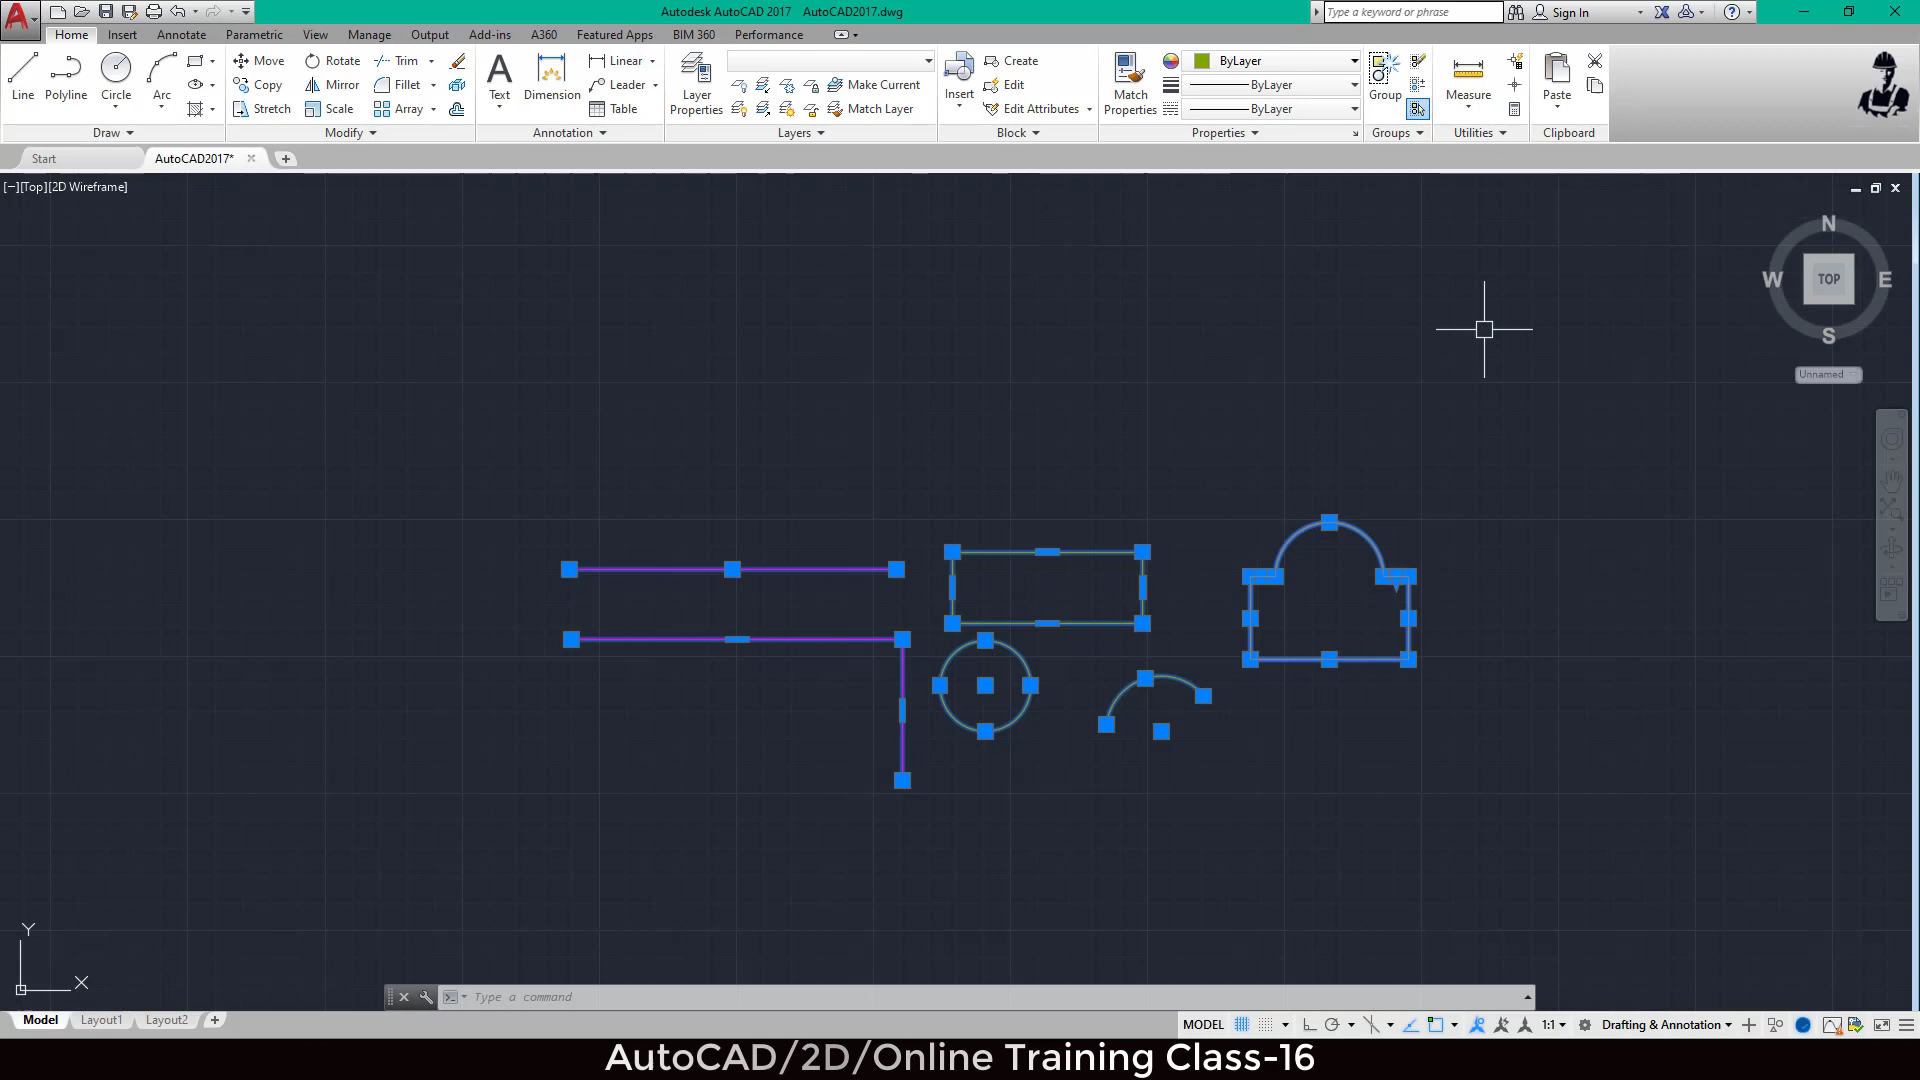 Autodesk AutoCAD 2017 AutoCAD2017.dwg
Type a keyword or phrase
Sign In
Home Insert Annotate Parametric View Manage Output Add-ins A360 Featured Apps BIM 360 Performance
Line Polyline Circle Arc
Draw
Move Rotate Trim
Copy Mirror Fillet
Stretch Scale Array
Modify
Text Dimension
Linear
Leader
Table
Annotation
Layer Properties
Make Current
Match Layer
Layers
Insert
Create
Edit
Edit Attributes
Block
Match Properties
ByLayer
ByLayer
ByLayer
Properties
Group
Groups
Measure
Utilities
Paste
Clipboard
Start AutoCAD2017*
[−][Top][2D Wireframe]
N
W TOP E
S
Unnamed
Y
X
Type a command
Model Layout1 Layout2
MODEL 1:1 Drafting & Annotation
AutoCAD/2D/Online Training Class-16